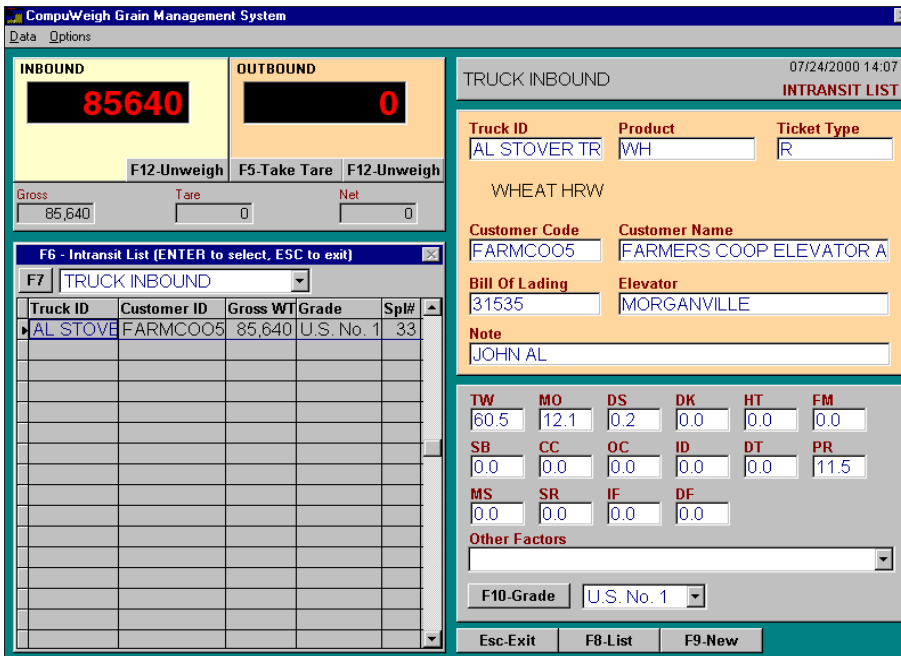 CompuWeigh Grain Management System
Data Options
INBOUND
85640
F12-Unweigh
OUTBOUND
0
F5-Take Tare F12-Unweigh
Gross Tare Net
85,640 0 0
F6 - Intransit List (ENTER to select, ESC to exit)
F7 TRUCK INBOUND
Truck ID Customer ID Gross WT Grade Spl#
AL STOVE FARMCOO5 85,640 U.S. No. 1 33
TRUCK INBOUND
07/24/2000 14:07
INTRANSIT LIST
Truck ID Product Ticket Type
AL STOVER TR WH R
WHEAT HRW
Customer Code Customer Name
FARMCOO5 FARMERS COOP ELEVATOR A
Bill Of Lading Elevator
31535 MORGANVILLE
Note
JOHN AL
TW MO DS DK HT FM
60.5 12.1 0.2 0.0 0.0 0.0
SB CC OC ID DT PR
0.0 0.0 0.0 0.0 0.0 11.5
MS SR IF DF
0.0 0.0 0.0 0.0
Other Factors
F10-Grade U.S. No. 1
Esc-Exit F8-List F9-New